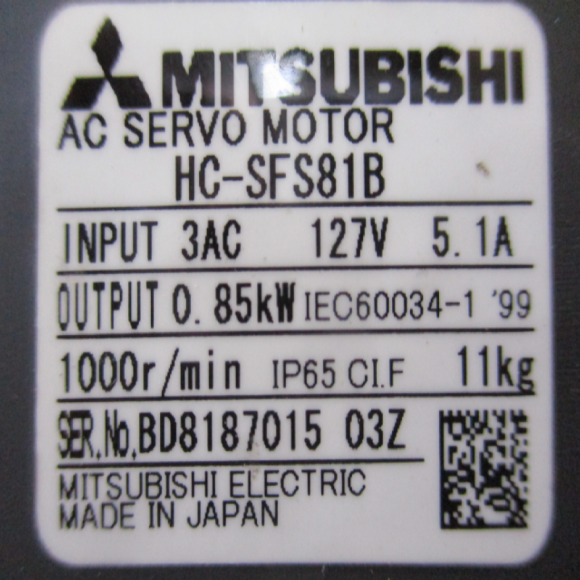 MITSUBISHI
AC SERVO MOTOR
HC-SFS81B
INPUT 3AC 127V 5.1A
OUTPUT 0.85kW IEC60034-1 '99
1000r/min IP65 CI.F 11kg
SER.No.BD8187015 03Z
MITSUBISHI ELECTRIC
MADE IN JAPAN